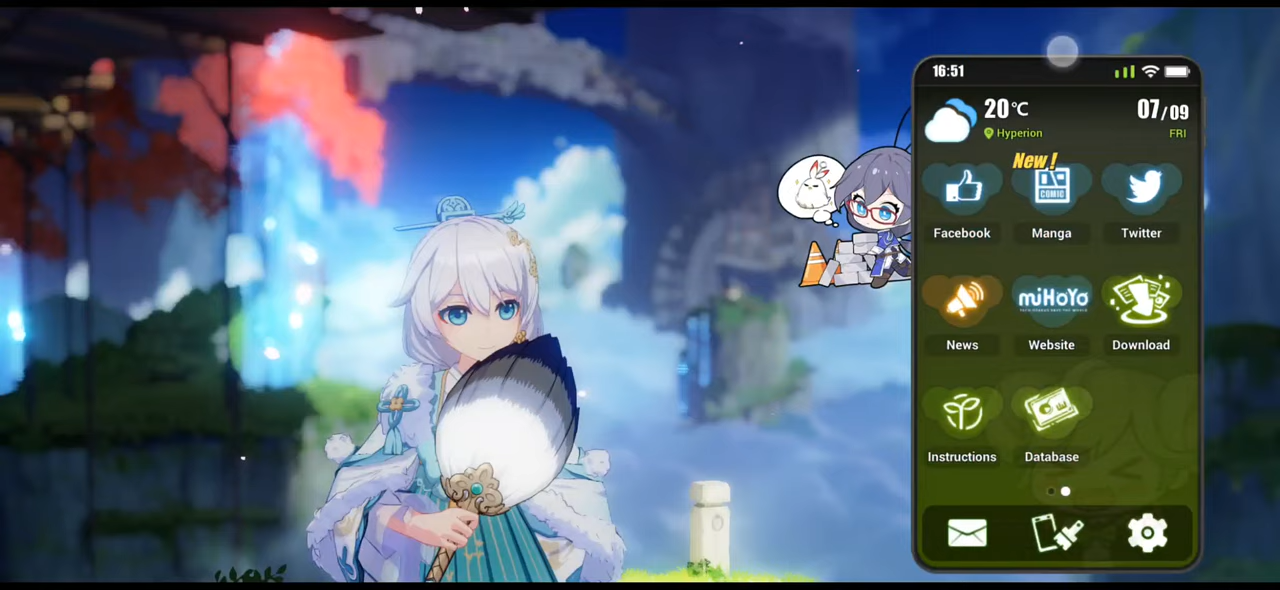 16:51
20℃
07/09
Hyperion
FRI
New!
COMIC
Facebook
Manga
Twitter
miHoYo
News
Website
Download
Instructions
Database